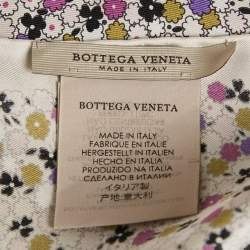 BOTTEGA VENETA
MADE IN ITALY
BOTTEGA VENETA
MADE IN ITALY
FABRIQUÉ EN ITALIE
HERGESTELLT IN ITALIEN
HECHO EN ITALIA
PRODUZIDO NA ITALIA
СДЕЛАНО В ИТАЛИИ
イタリア製
产地:意大利